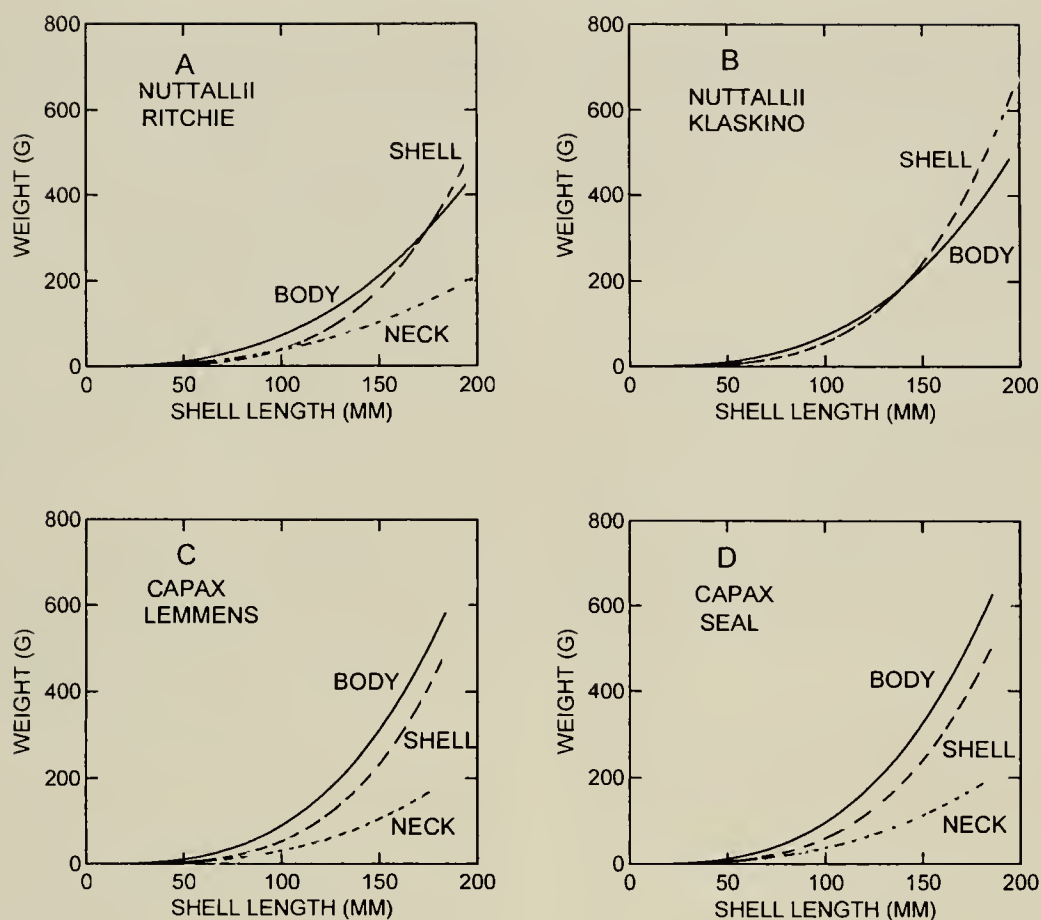 800
600
400
200
0
WEIGHT (G)
A
NUTTALLII
RITCHIE
SHELL
BODY
NECK
0 50 100 150 200
SHELL LENGTH (MM)
800
600
400
200
0
WEIGHT (G)
B
NUTTALLII
KLASKINO
SHELL
BODY
0 50 100 150 200
SHELL LENGTH (MM)
800
600
400
200
0
WEIGHT (G)
C
CAPAX
LEMMENS
BODY
SHELL
NECK
0 50 100 150 200
SHELL LENGTH (MM)
800
600
400
200
0
WEIGHT (G)
D
CAPAX
SEAL
BODY
SHELL
NECK
0 50 100 150 200
SHELL LENGTH (MM)